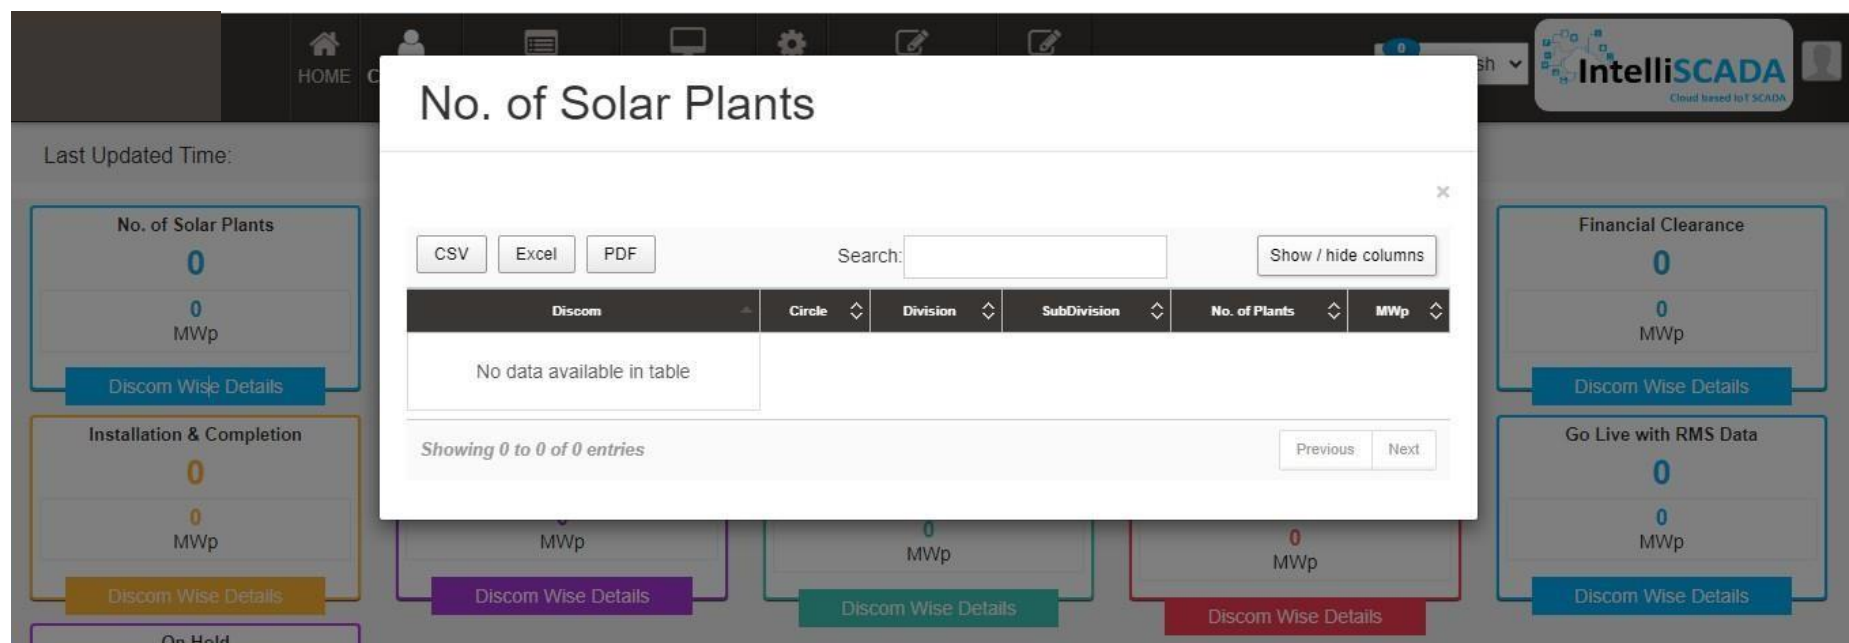 HOME
0
IntelliSCADA
Cloud based IoT SCADA
No. of Solar Plants
Last Updated Time:
×
CSV Excel PDF Search: Show / hide columns
Discom Circle Division SubDivision No. of Plants MWp
No data available in table
Showing 0 to 0 of 0 entries
Previous Next
No. of Solar Plants
0
0
MWp
Discom Wise Details
Financial Clearance
0
0
MWp
Discom Wise Details
Installation & Completion
0
0
MWp
Discom Wise Details
MWp
Discom Wise Details
0
MWp
Discom Wise Details
0
MWp
Discom Wise Details
Go Live with RMS Data
0
0
MWp
Discom Wise Details
On Hold